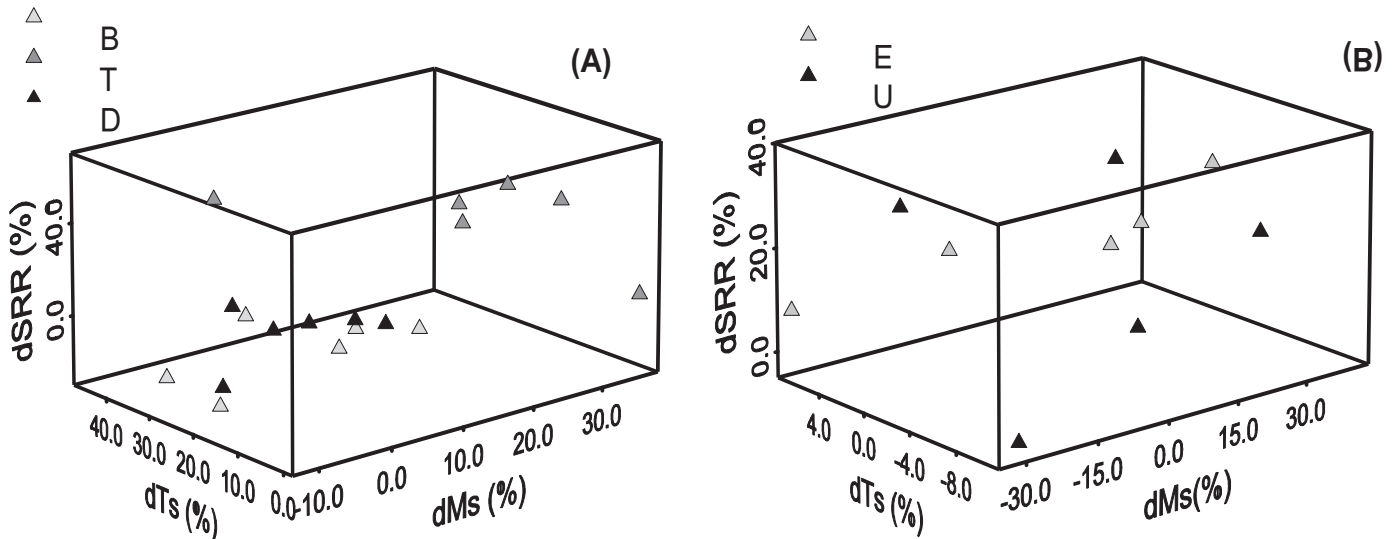 B
T
D
(A)
dSRR (%)
40.0
0.0
40.0 30.0 20.0 10.0 0.0
dTs (%)
-10.0 0.0 10.0 20.0 30.0
dMs (%)
E
U
(B)
dSRR (%)
40.0
20.0
0.0
4.0 0.0 -4.0 -8.0
dTs (%)
-30.0 -15.0 0.0 15.0 30.0
dMs(%)